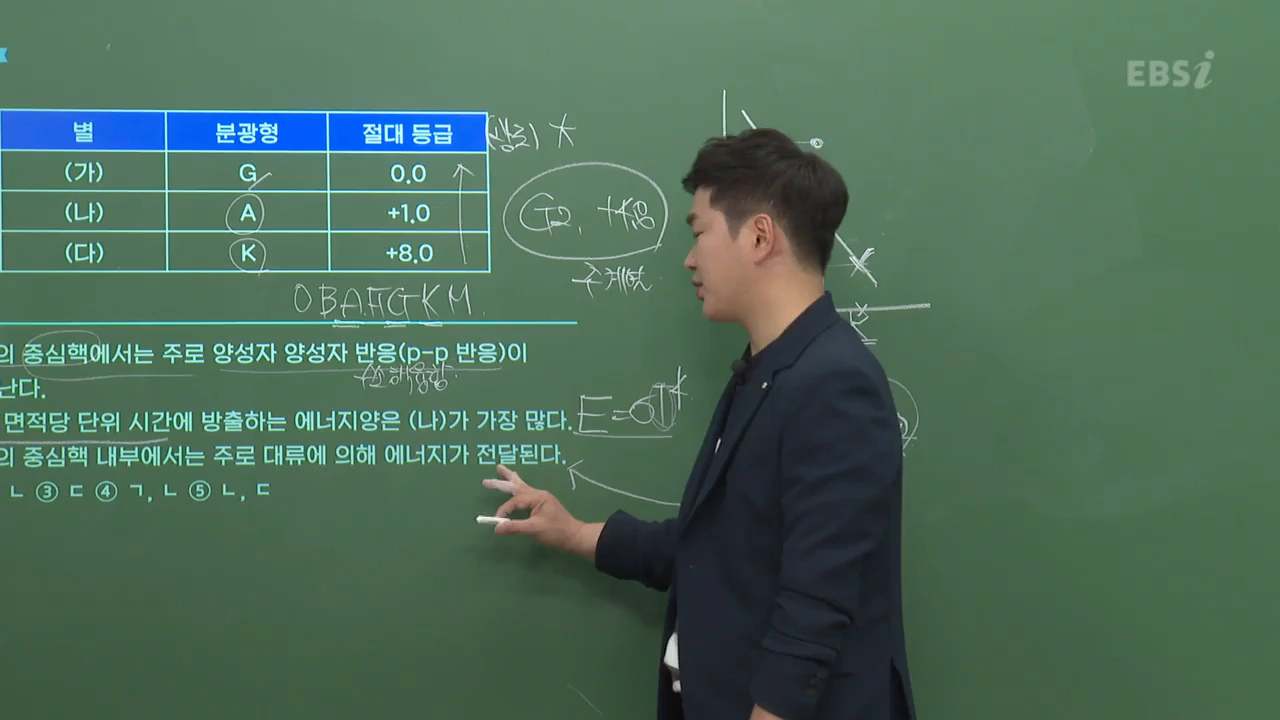 EBSi
별 분광형 절대 등급
(가) G 0.0
(나) A +1.0
(다) K +8.0
G2, +4.8
O B A F G K M
의 중심핵에서는 주로 양성자 양성자 반응(p-p 반응)이
난다.
면적당 단위 시간에 방출하는 에너지양은 (나)가 가장 많다.
E=σT⁴
의 중심핵 내부에서는 주로 대류에 의해 에너지가 전달된다.
ㄴ ③ ㄷ ④ ㄱ, ㄴ ⑤ ㄴ, ㄷ